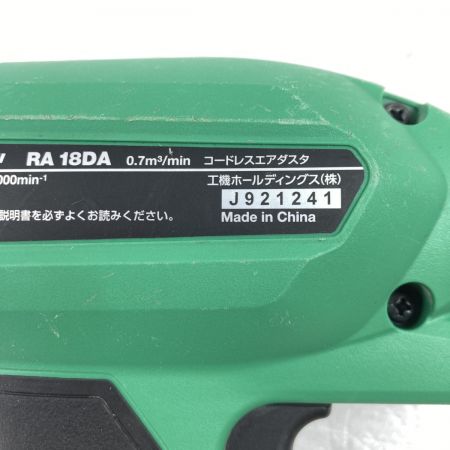 RA 18DA 0.7m³/min コードレスエアダスタ
000min⁻¹ 工機ホールディングス(株)
J921241
説明書を必ずよくお読みください。 Made in China